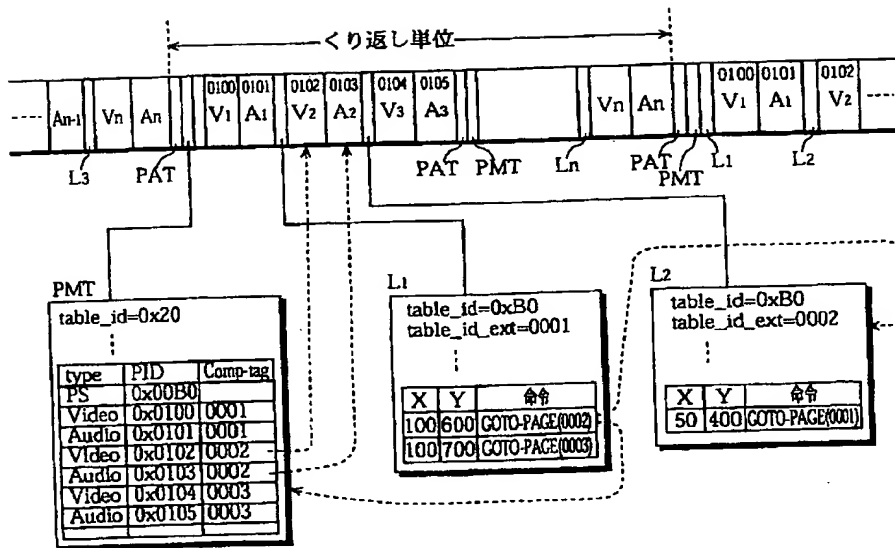 くり返し単位
0100 0101 0102 0103 0104 0105 0100 0101 0102
An-1 Vn An V1 A1 V2 A2 V3 A3 Vn An V1 A1 V2
L3 PAT PAT PMT Ln PAT PMT L1 L2
PMT
table_id=0x20
type PID Comp-tag
PS 0x00B0
Video 0x0100 0001
Audio 0x0101 0001
Video 0x0102 0002
Audio 0x0103 0002
Video 0x0104 0003
Audio 0x0105 0003
L1
table_id=0xB0
table_id_ext=0001
X Y 命令
100 600 GOTO-PAGE(0002)
100 700 GOTO-PAGE(0003)
L2
table_id=0xB0
table_id_ext=0002
X Y 命令
50 400 GOTO-PAGE(0001)